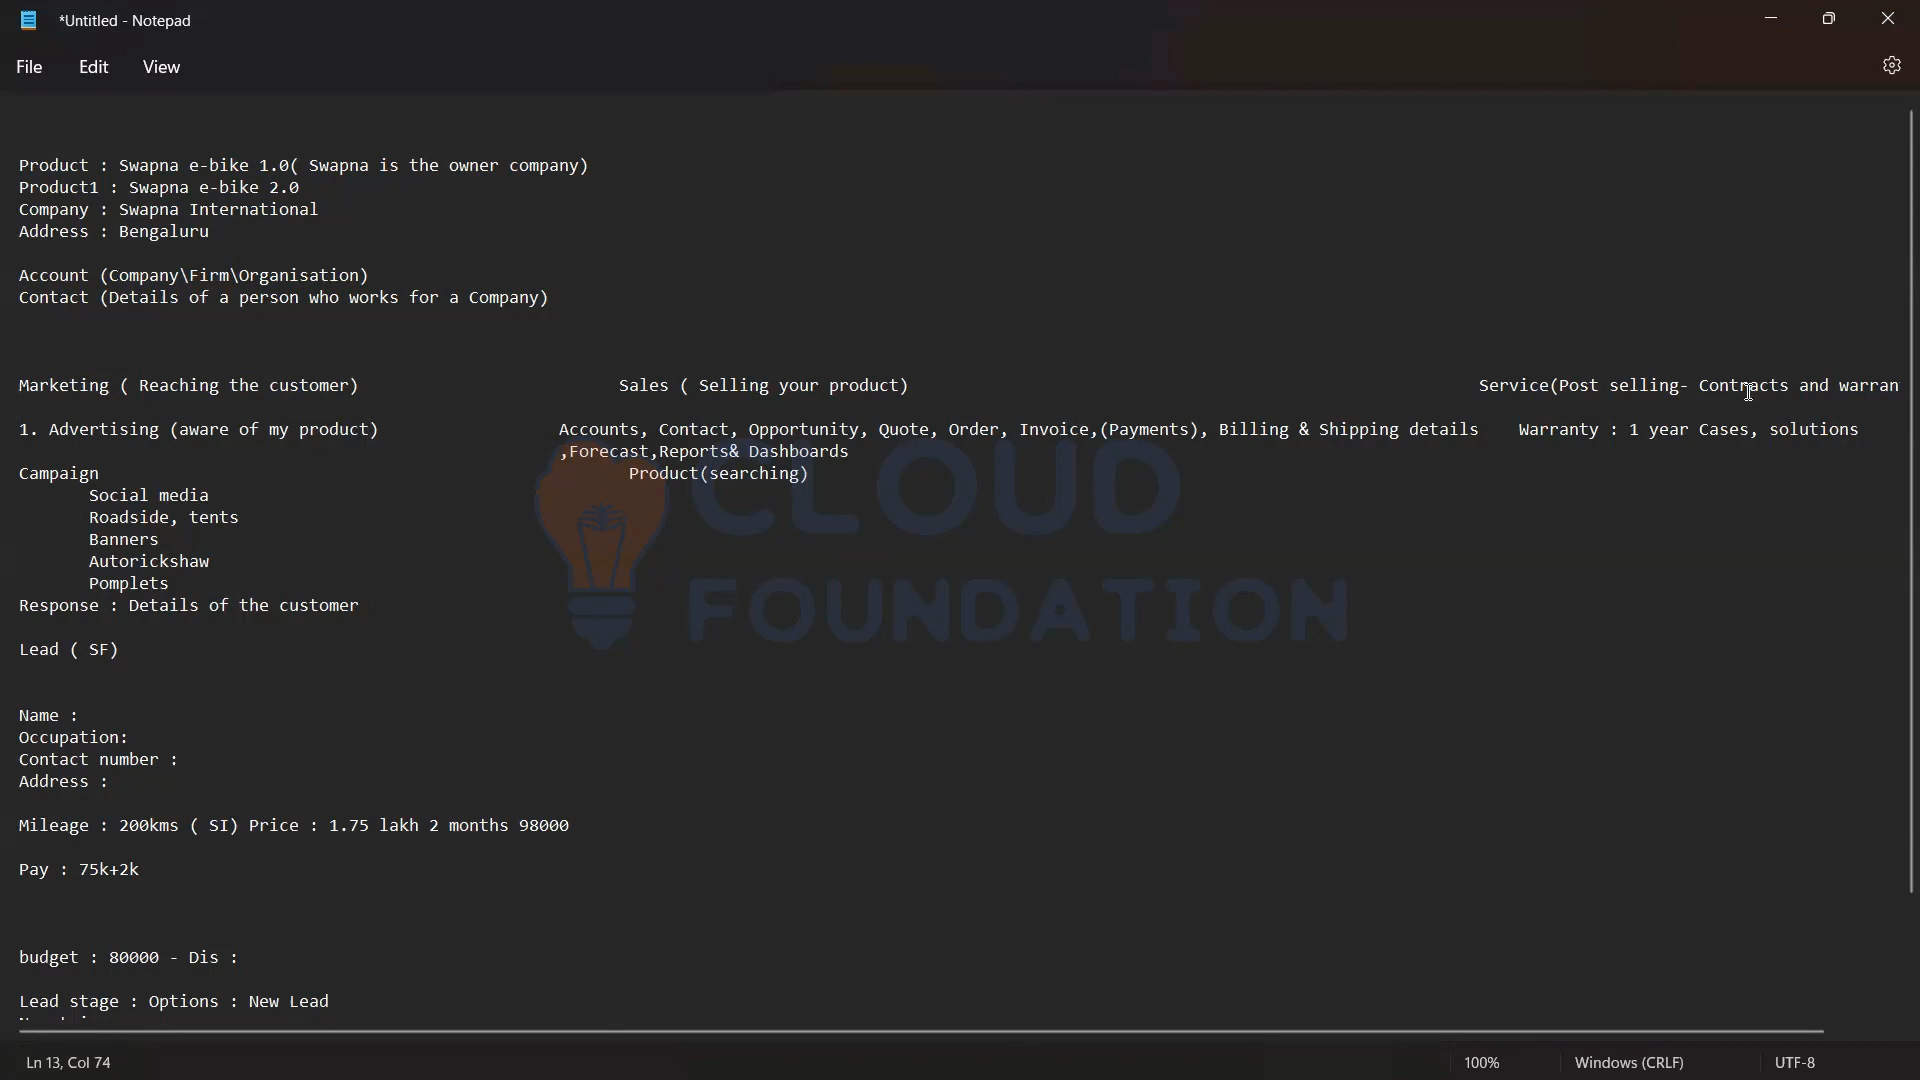 *Untitled - Notepad
File Edit View
Product : Swapna e-bike 1.0( Swapna is the owner company)
Product1 : Swapna e-bike 2.0
Company : Swapna International
Address : Bengaluru
Account (Company\Firm\Organisation)
Contact (Details of a person who works for a Company)
Marketing ( Reaching the customer) Sales ( Selling your product) Service(Post selling- Contracts and warran
1. Advertising (aware of my product) Accounts, Contact, Opportunity, Quote, Order, Invoice,(Payments), Billing & Shipping details Warranty : 1 year Cases, solutions
,Forecast,Reports& Dashboards
Campaign Product(searching)
Social media
Roadside, tents
Banners
Autorickshaw
Pomplets
Response : Details of the customer
Lead ( SF)
Name :
Occupation:
Contact number :
Address :
Mileage : 200kms ( SI) Price : 1.75 lakh 2 months 98000
Pay : 75k+2k
budget : 80000 - Dis :
Lead stage : Options : New Lead
CLOUD
FOUNDATION
Ln 13, Col 74 100% Windows (CRLF) UTF-8